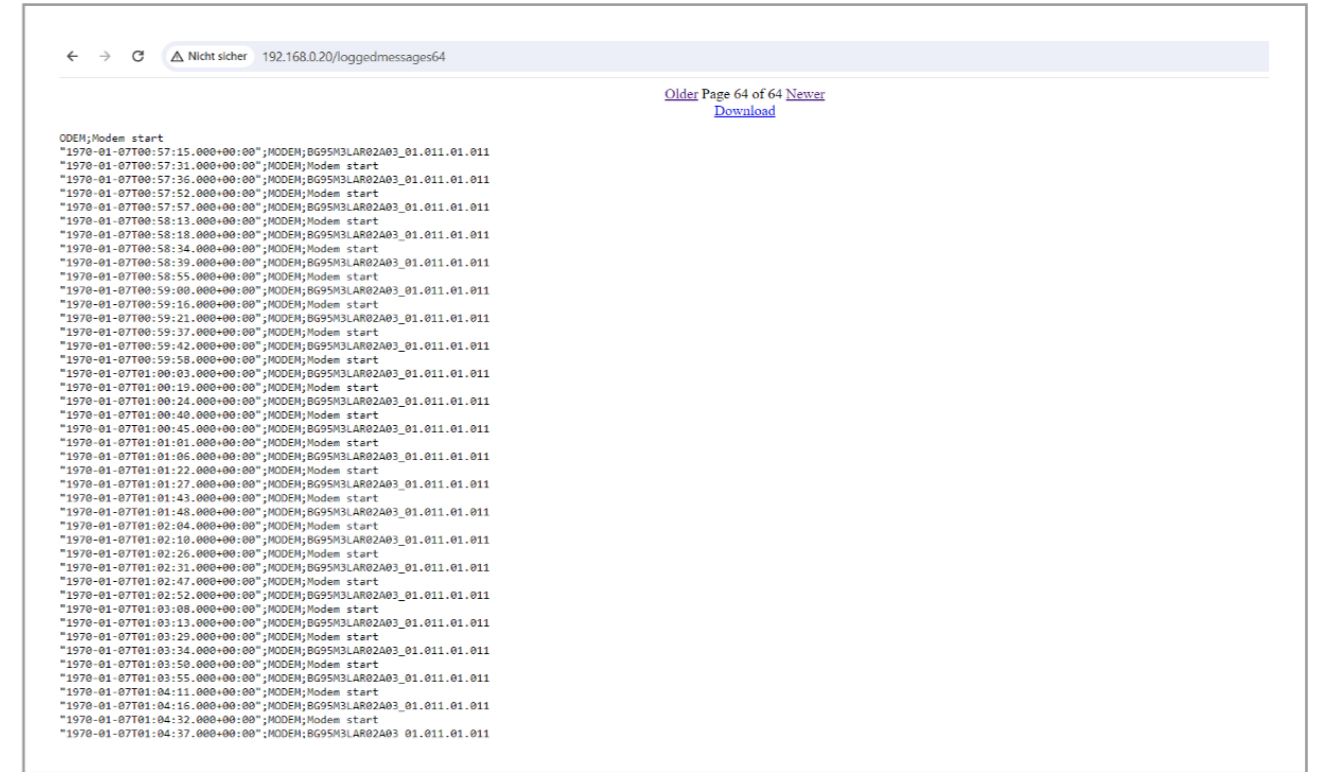 Nicht sicher 192.168.0.20/loggedmessages64
Older Page 64 of 64 Newer
Download
ODEM;Modem start
"1970-01-07T00:57:15.000+00:00";MODEM;BG95M3LAR02A03_01.011.01.011
"1970-01-07T00:57:31.000+00:00";MODEM;Modem start
"1970-01-07T00:57:36.000+00:00";MODEM;BG95M3LAR02A03_01.011.01.011
"1970-01-07T00:57:52.000+00:00";MODEM;Modem start
"1970-01-07T00:57:57.000+00:00";MODEM;BG95M3LAR02A03_01.011.01.011
"1970-01-07T00:58:13.000+00:00";MODEM;Modem start
"1970-01-07T00:58:18.000+00:00";MODEM;BG95M3LAR02A03_01.011.01.011
"1970-01-07T00:58:34.000+00:00";MODEM;Modem start
"1970-01-07T00:58:39.000+00:00";MODEM;BG95M3LAR02A03_01.011.01.011
"1970-01-07T00:58:55.000+00:00";MODEM;Modem start
"1970-01-07T00:59:00.000+00:00";MODEM;BG95M3LAR02A03_01.011.01.011
"1970-01-07T00:59:16.000+00:00";MODEM;Modem start
"1970-01-07T00:59:21.000+00:00";MODEM;BG95M3LAR02A03_01.011.01.011
"1970-01-07T00:59:37.000+00:00";MODEM;Modem start
"1970-01-07T00:59:42.000+00:00";MODEM;BG95M3LAR02A03_01.011.01.011
"1970-01-07T00:59:58.000+00:00";MODEM;Modem start
"1970-01-07T01:00:03.000+00:00";MODEM;BG95M3LAR02A03_01.011.01.011
"1970-01-07T01:00:19.000+00:00";MODEM;Modem start
"1970-01-07T01:00:24.000+00:00";MODEM;BG95M3LAR02A03_01.011.01.011
"1970-01-07T01:00:40.000+00:00";MODEM;Modem start
"1970-01-07T01:00:45.000+00:00";MODEM;BG95M3LAR02A03_01.011.01.011
"1970-01-07T01:01:01.000+00:00";MODEM;Modem start
"1970-01-07T01:01:06.000+00:00";MODEM;BG95M3LAR02A03_01.011.01.011
"1970-01-07T01:01:22.000+00:00";MODEM;Modem start
"1970-01-07T01:01:27.000+00:00";MODEM;BG95M3LAR02A03_01.011.01.011
"1970-01-07T01:01:43.000+00:00";MODEM;Modem start
"1970-01-07T01:01:48.000+00:00";MODEM;BG95M3LAR02A03_01.011.01.011
"1970-01-07T01:02:04.000+00:00";MODEM;Modem start
"1970-01-07T01:02:10.000+00:00";MODEM;BG95M3LAR02A03_01.011.01.011
"1970-01-07T01:02:26.000+00:00";MODEM;Modem start
"1970-01-07T01:02:31.000+00:00";MODEM;BG95M3LAR02A03_01.011.01.011
"1970-01-07T01:02:47.000+00:00";MODEM;Modem start
"1970-01-07T01:02:52.000+00:00";MODEM;BG95M3LAR02A03_01.011.01.011
"1970-01-07T01:03:08.000+00:00";MODEM;Modem start
"1970-01-07T01:03:13.000+00:00";MODEM;BG95M3LAR02A03_01.011.01.011
"1970-01-07T01:03:29.000+00:00";MODEM;Modem start
"1970-01-07T01:03:34.000+00:00";MODEM;BG95M3LAR02A03_01.011.01.011
"1970-01-07T01:03:50.000+00:00";MODEM;Modem start
"1970-01-07T01:03:55.000+00:00";MODEM;BG95M3LAR02A03_01.011.01.011
"1970-01-07T01:04:11.000+00:00";MODEM;Modem start
"1970-01-07T01:04:16.000+00:00";MODEM;BG95M3LAR02A03_01.011.01.011
"1970-01-07T01:04:32.000+00:00";MODEM;Modem start
"1970-01-07T01:04:37.000+00:00";MODEM;BG95M3LAR02A03 01.011.01.011